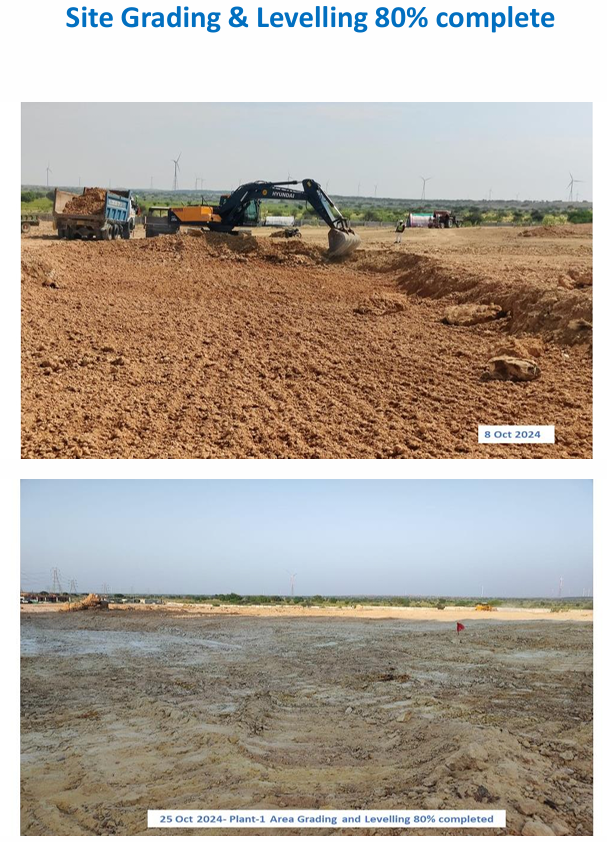 Site Grading & Levelling 80% complete
HYUNDAI
8 Oct 2024
25 Oct 2024- Plant-1 Area Grading and Levelling 80% completed